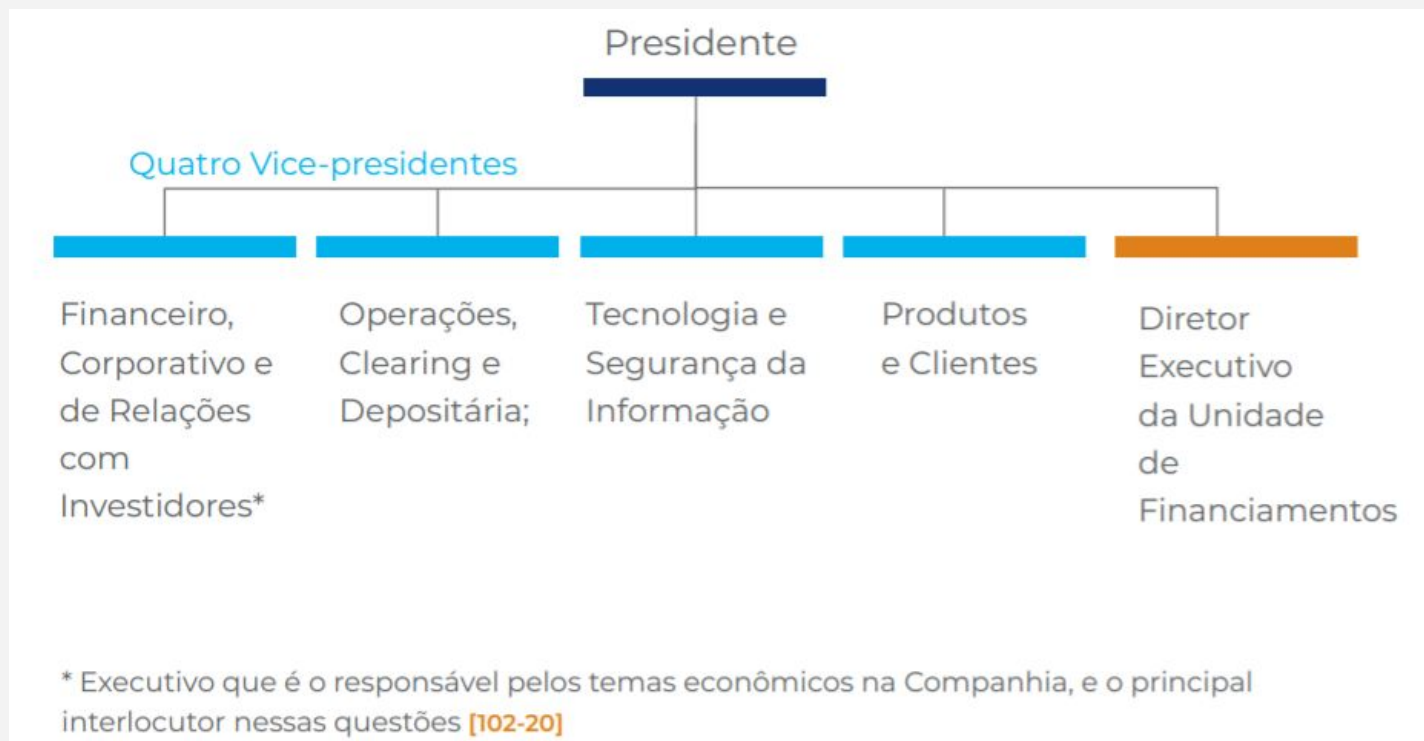 Presidente
Quatro Vice-presidentes
Financeiro,
Corporativo e
de Relações
com
Investidores*
Operações,
Clearing e
Depositária;
Tecnologia e
Segurança da
Informação
Produtos
e Clientes
Diretor
Executivo
da Unidade
de
Financiamentos
* Executivo que é o responsável pelos temas econômicos na Companhia, e o principal
interlocutor nessas questões [102-20]